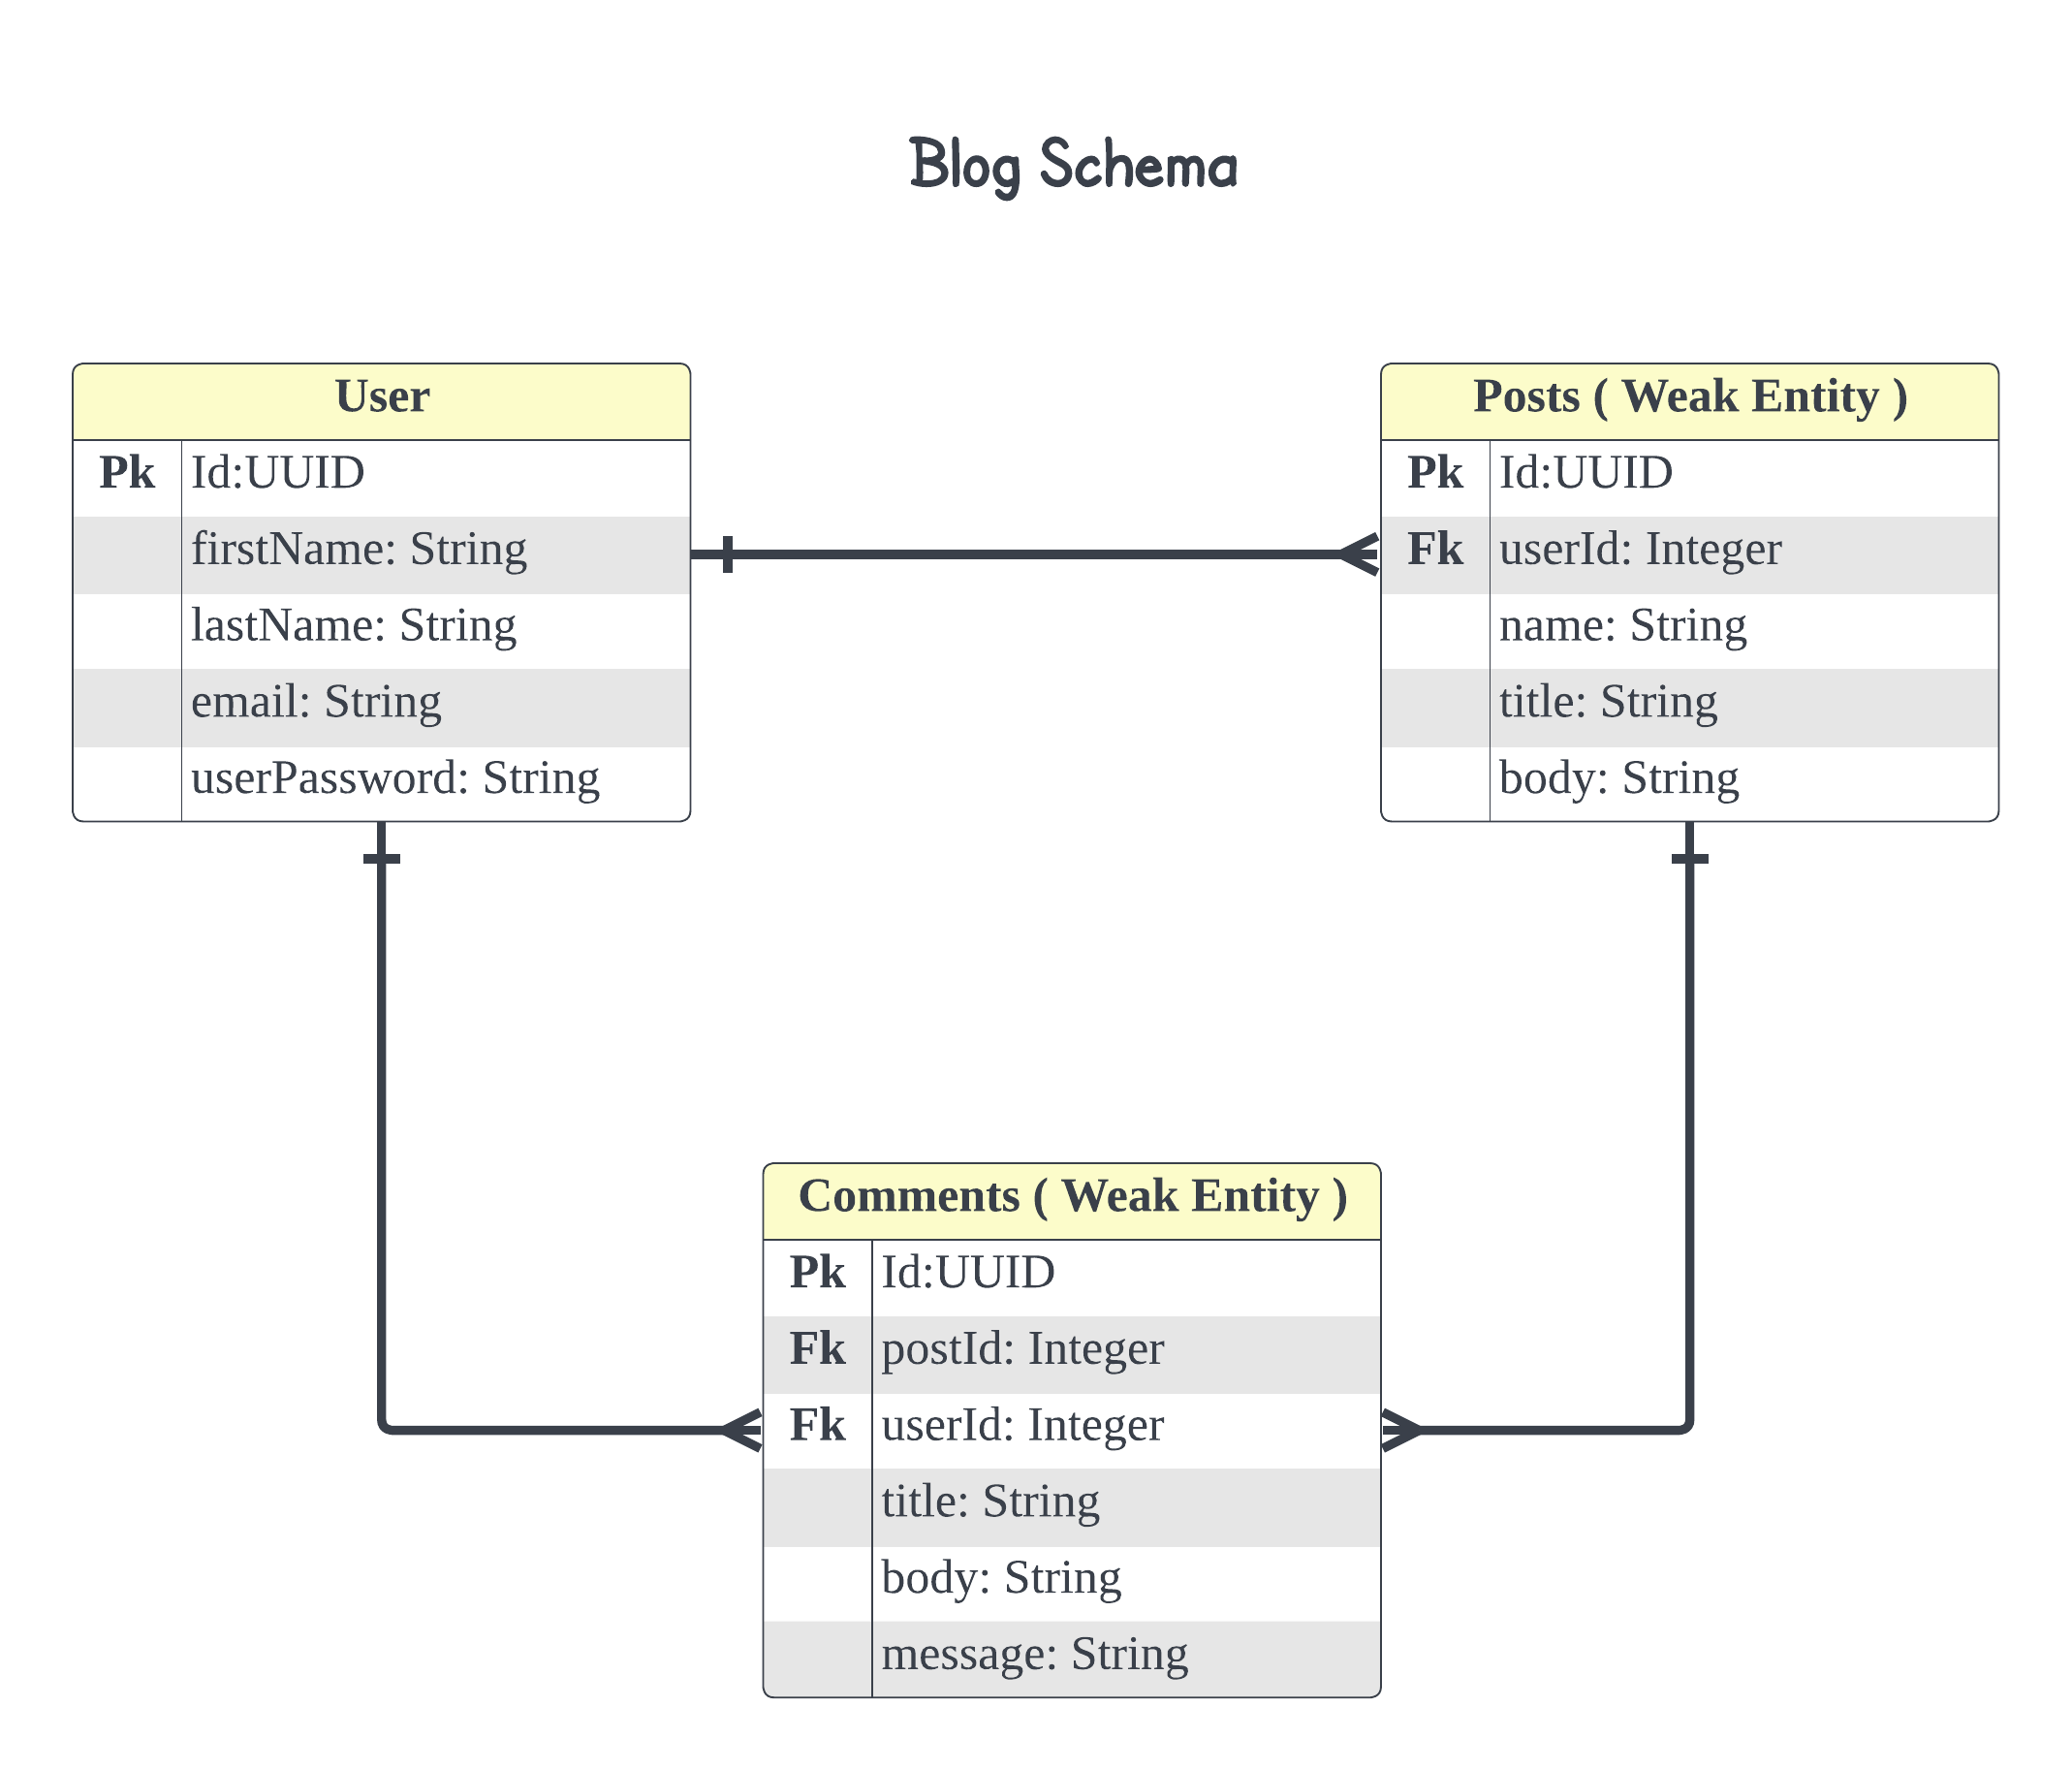 Blog Schema
User
Pk Id:UUID
firstName: String
lastName: String
email: String
userPassword: String
Posts ( Weak Entity )
Pk Id:UUID
Fk userId: Integer
name: String
title: String
body: String
Comments ( Weak Entity )
Pk Id:UUID
Fk postId: Integer
Fk userId: Integer
title: String
body: String
message: String